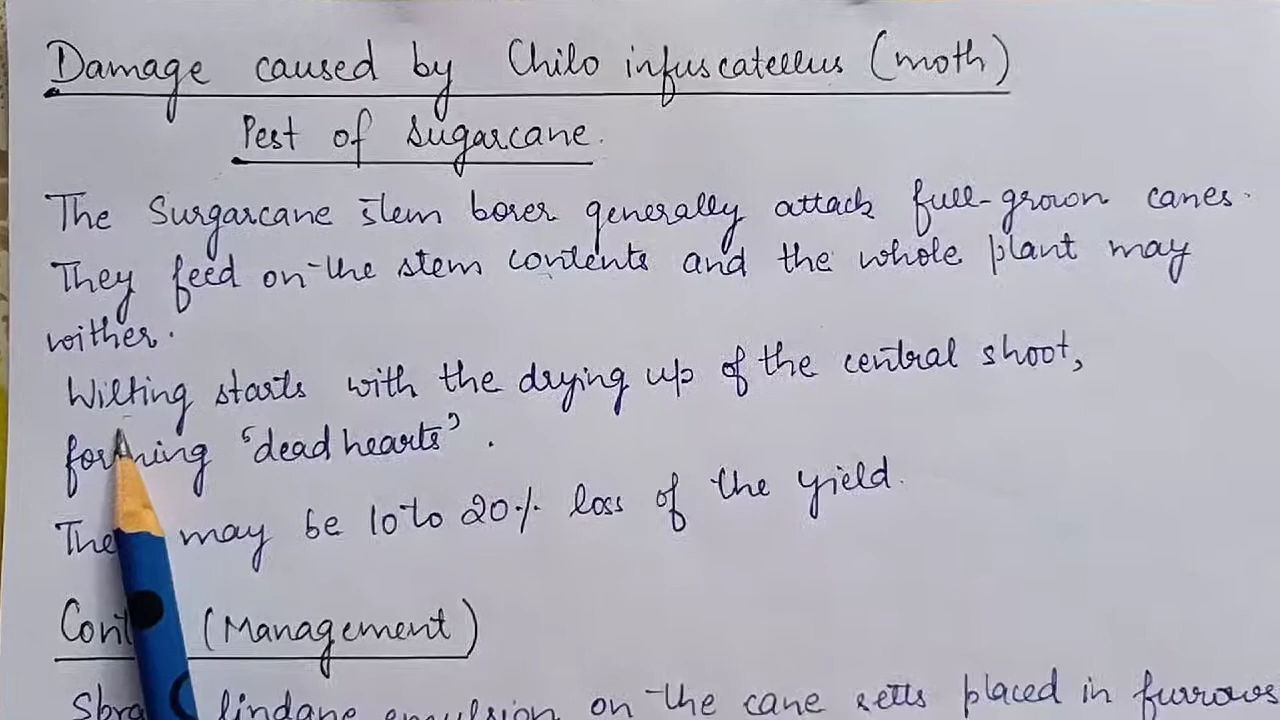 Damage caused by Chilo infuscatellus (moth)
Pest of Sugarcane.
The Surgarcane stem borer generally attack full-grown canes.
They feed on the stem contents and the whole plant may
wither.
Wilting starts with the drying up of the central shoot,
forming 'dead hearts'.
may be 10 to 20% loss of the yield.
(Management)
lindane emulsion on the cane setts placed in furrows